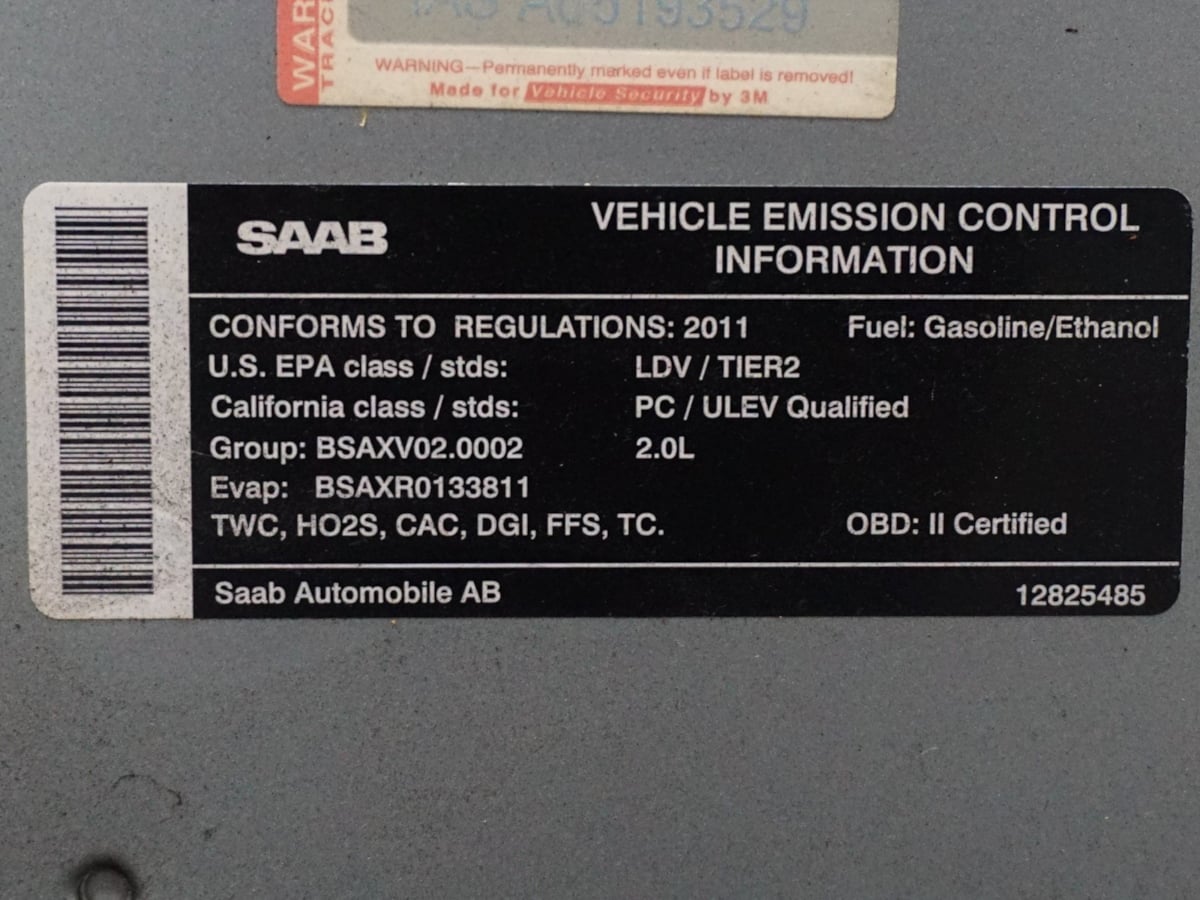 WARNING—Permanently marked even if label is removed!
Made for Vehicle Security by 3M
SAAB
VEHICLE EMISSION CONTROL
INFORMATION
CONFORMS TO REGULATIONS: 2011 Fuel: Gasoline/Ethanol
U.S. EPA class / stds: LDV / TIER2
California class / stds: PC / ULEV Qualified
Group: BSAXV02.0002 2.0L
Evap: BSAXR0133811
TWC, HO2S, CAC, DGI, FFS, TC. OBD: II Certified
Saab Automobile AB 12825485